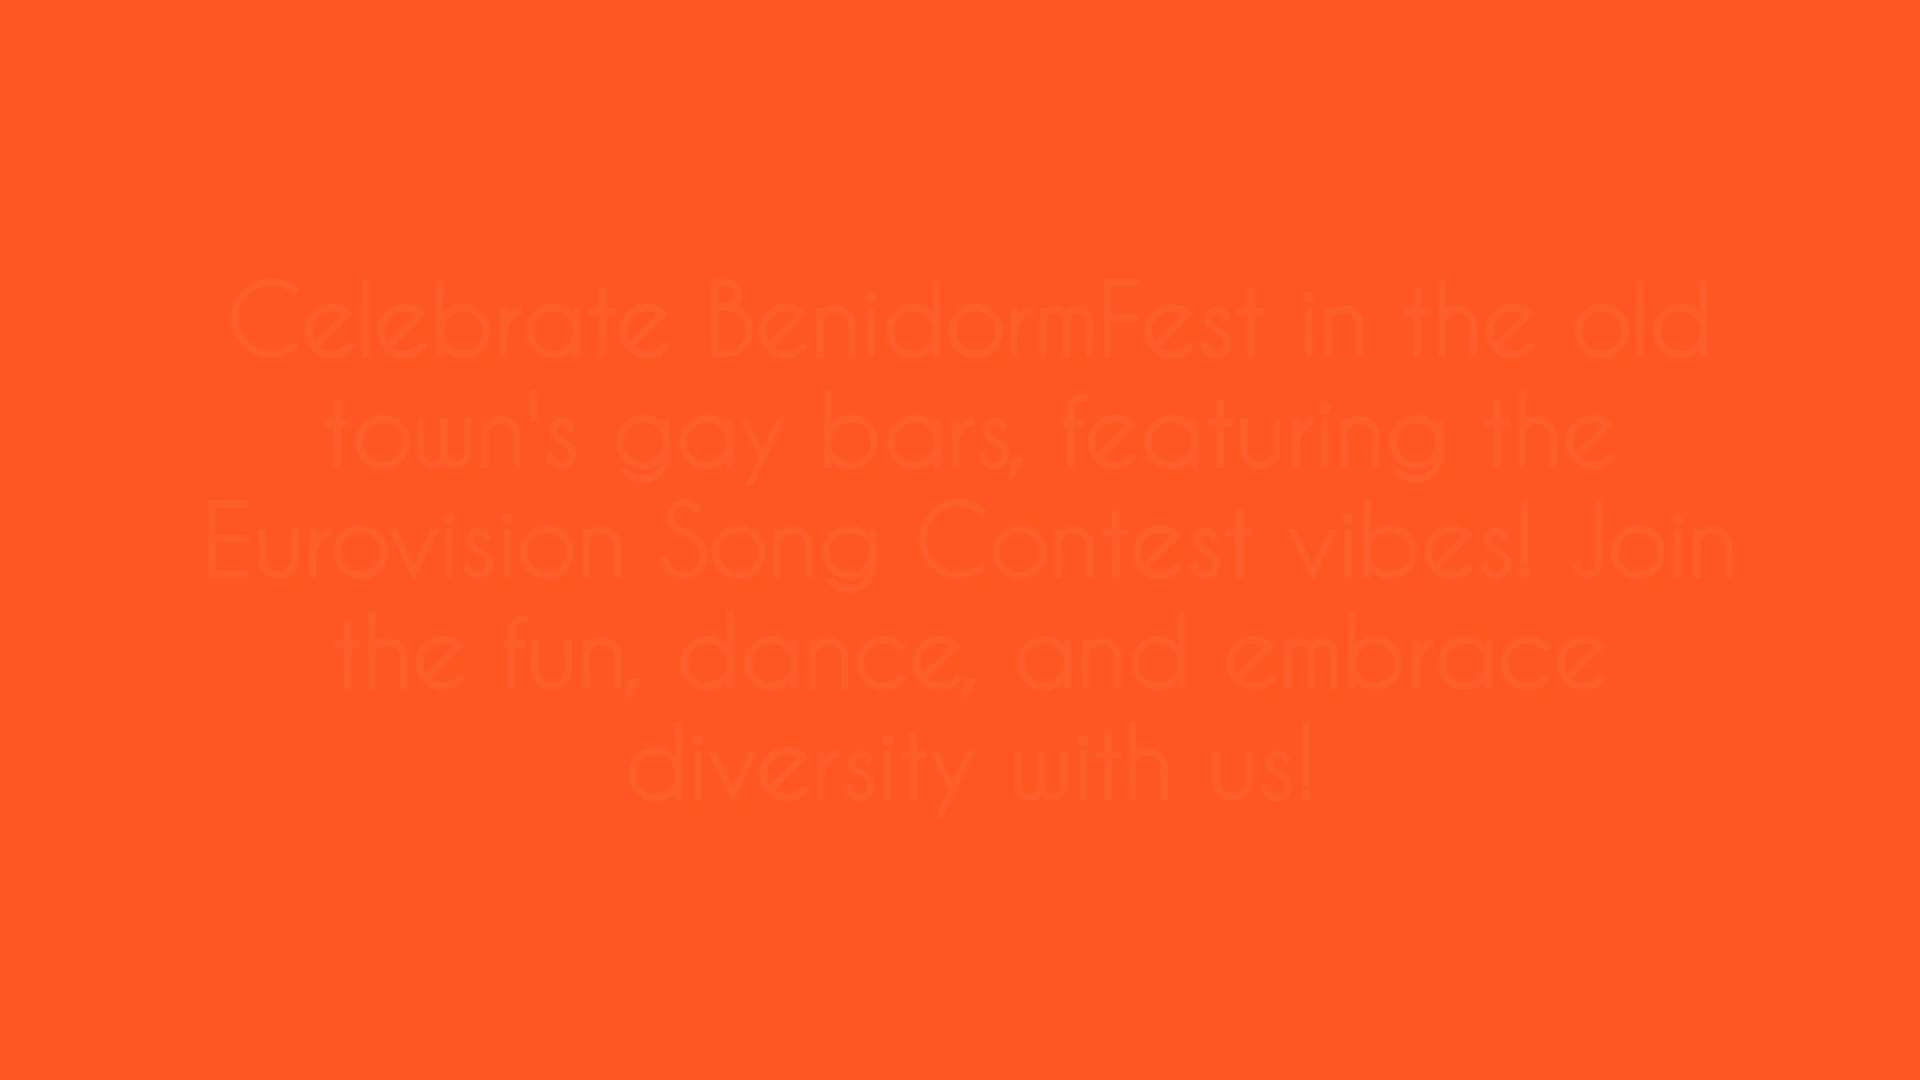 Celebrate BenidormFest in the old
town's gay bars, featuring the
Eurovision Song Contest vibes! Join
the fun, dance, and embrace
diversity with us!